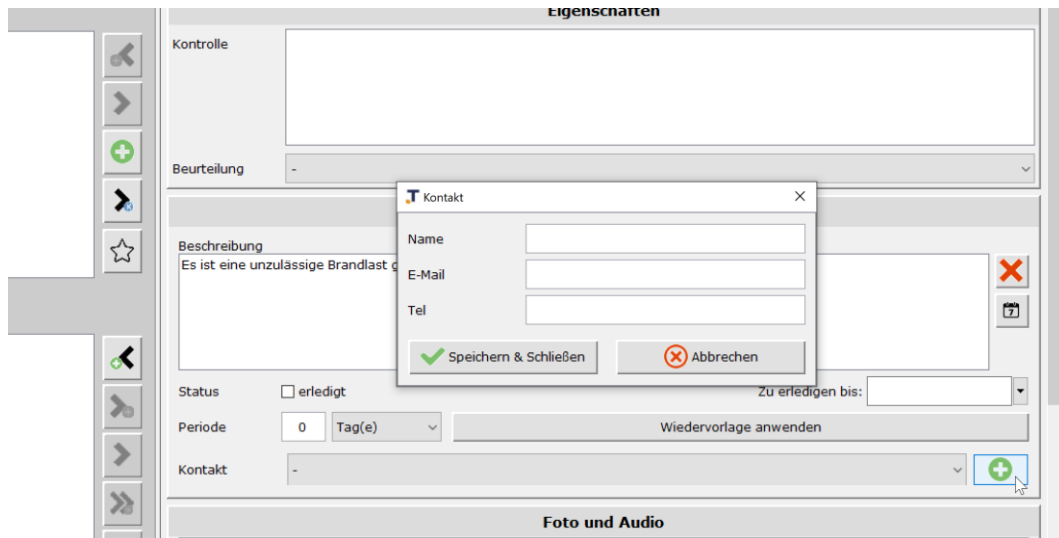 Eigenschaften
Kontrolle
Beurteilung
-
Kontakt
Name
E-Mail
Tel
Speichern & Schließen
Abbrechen
Beschreibung
Es ist eine unzulässige Brandlast
7
Status
erledigt
Zu erledigen bis:
Periode
0
Tag(e)
Wiedervorlage anwenden
Kontakt
-
Foto und Audio